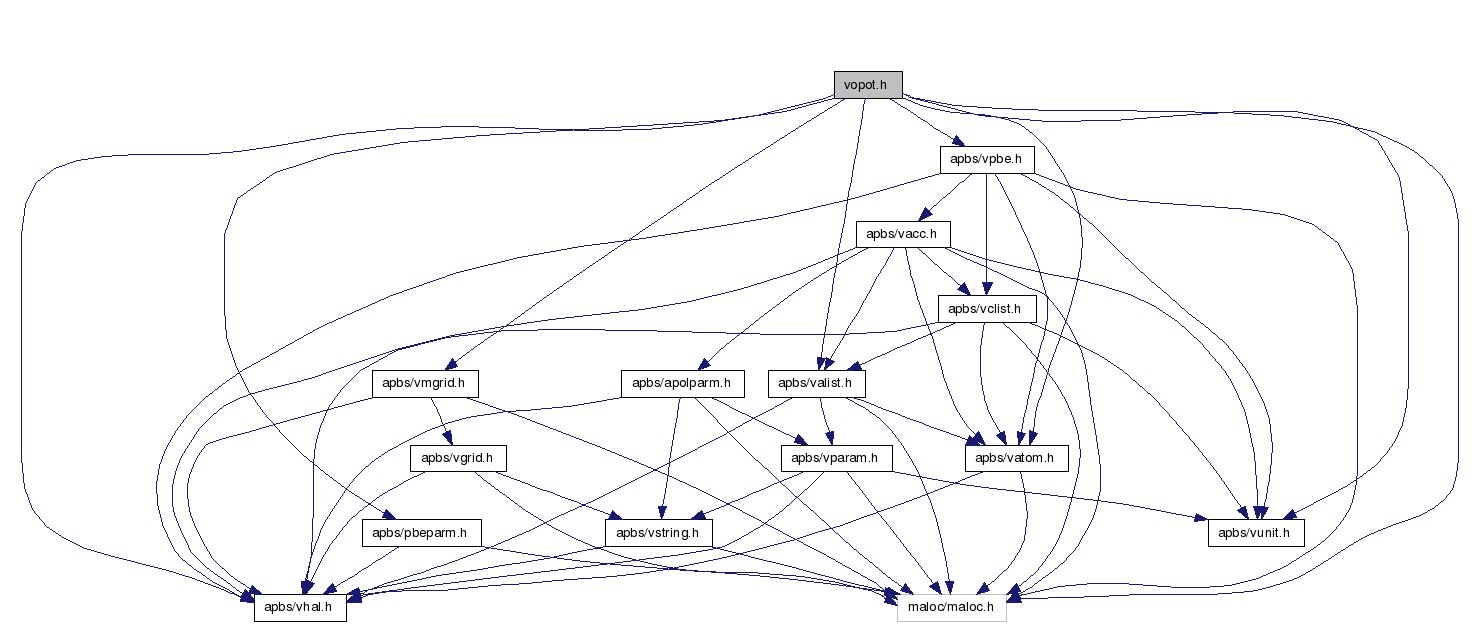 vopot.h
apbs/vpbe.h
apbs/vacc.h
apbs/vclist.h
apbs/vmgrid.h
apbs/apolparm.h
apbs/valist.h
apbs/vgrid.h
apbs/vparam.h
apbs/vatom.h
apbs/pbeparm.h
apbs/vstring.h
apbs/vunit.h
apbs/vhal.h
maloc/maloc.h